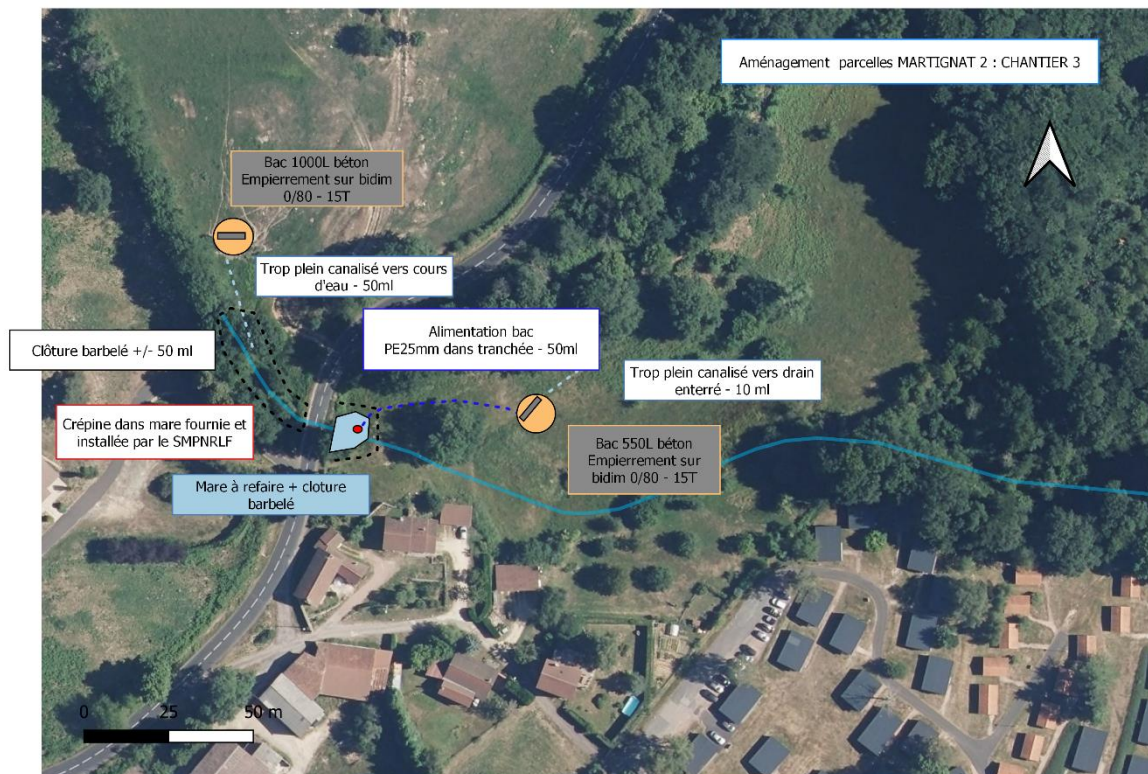 Aménagement parcelles MARTIGNAT 2 : CHANTIER 3
Bac 1000L béton
Empierrement sur bidim
0/80 - 15T
Trop plein canalisé vers cours
d'eau - 50ml
Alimentation bac
PE25mm dans tranchée - 50ml
Clôture barbelé +/- 50 ml
Trop plein canalisé vers drain
enterré - 10 ml
Crépine dans mare fournie et
installée par le SMPNRLF
Bac 550L béton
Empierrement sur
bidim 0/80 - 15T
Mare à refaire + cloture
barbelé
0 25 50 m